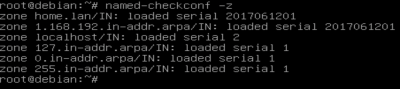 root@debian:~# named-checkconf -z
zone home.lan/IN: loaded serial 2017061201
zone 1.168.192.in-addr.arpa/IN: loaded serial 2017061201
zone localhost/IN: loaded serial 2
zone 127.in-addr.arpa/IN: loaded serial 1
zone 0.in-addr.arpa/IN: loaded serial 1
zone 255.in-addr.arpa/IN: loaded serial 1
root@debian:~#